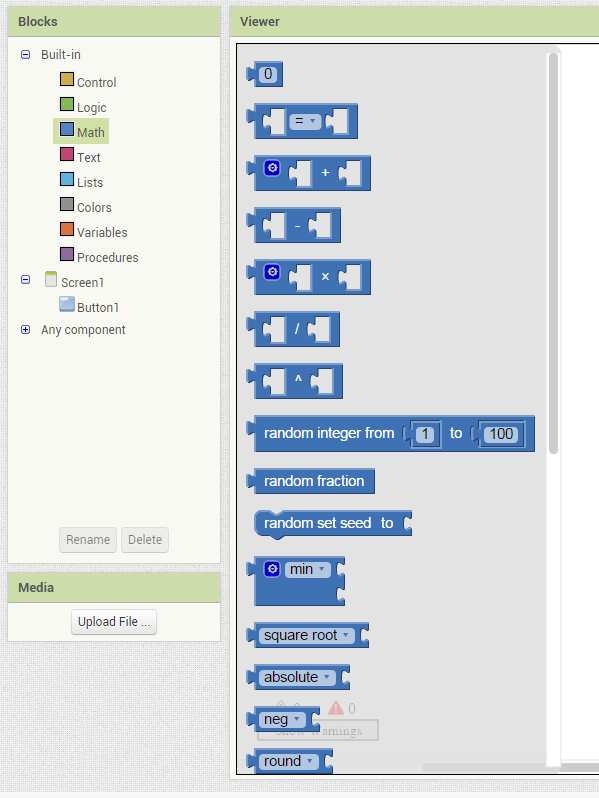 Blocks
Built-in
Control
Logic
Math
Text
Lists
Colors
Variables
Procedures
Screen1
Button1
Any component
Rename Delete
Media
Upload File ...
Viewer
0
=
+
-
×
/
^
random integer from 1 to 100
random fraction
random set seed to
min
square root
absolute
0
neg
Warnings
round